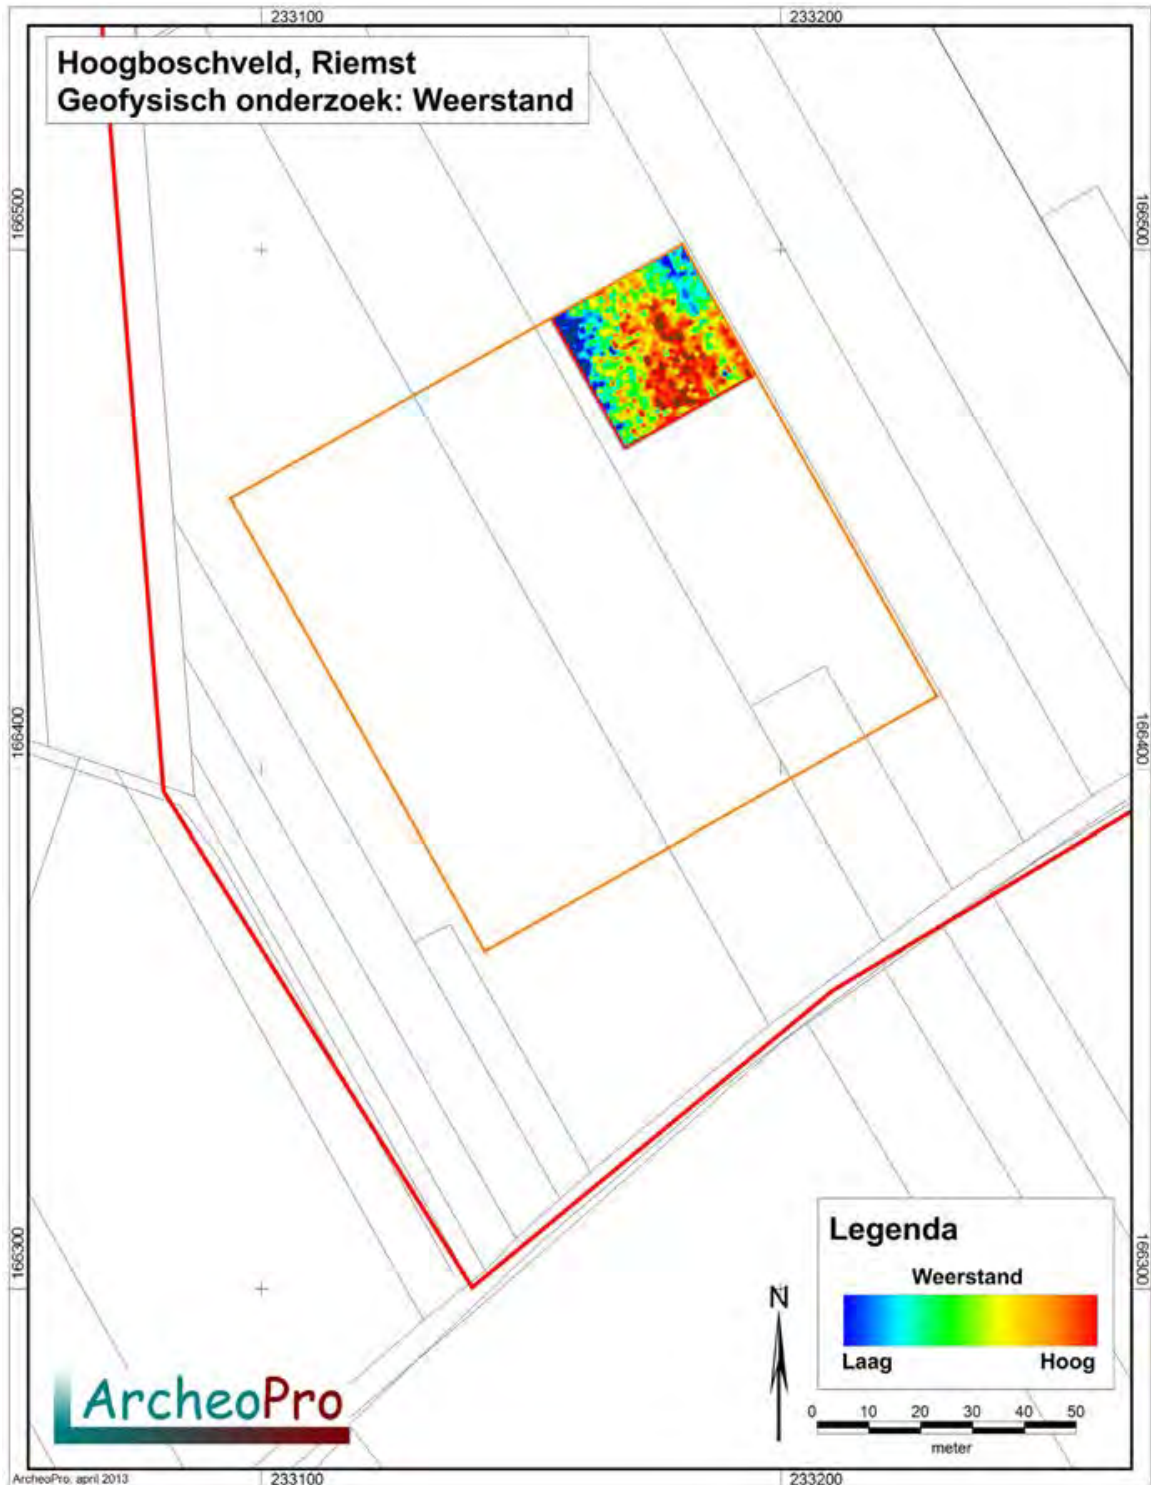 233100
233200
Hoogboschveld, Riemst
Geofysisch onderzoek: Weerstand
166500
166500
166400
166400
166300
166300
Legenda
Weerstand
Laag
Hoog
N
0 10 20 30 40 50
meter
ArcheoPro
ArcheoPro, april 2013
233100
233200